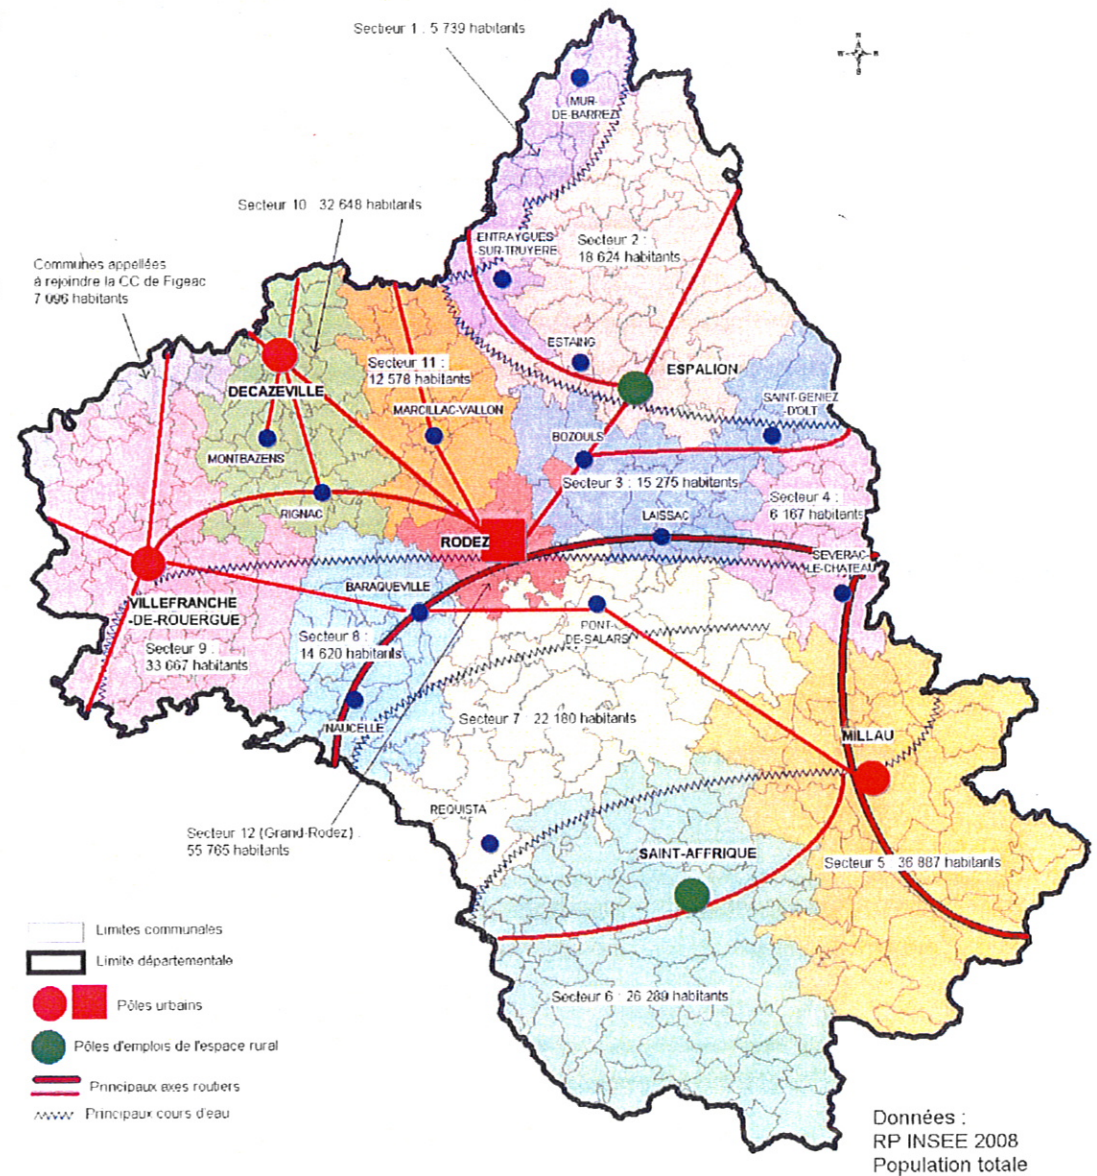 Secteur 1 : 5 739 habitants
N
W
E
S
MUR-
DE-BARREZ
Secteur 10 : 32 648 habitants
ENTRAYGUES
-SUR-TRUYERE
Secteur 2 :
18 624 habitants
Communes appellées
à rejoindre la CC de Figeac
7 096 habitants
ESTAING
ESPALION
Secteur 11 :
12 578 habitants
DECAZEVILLE
SAINT-GENIEZ
-D'OLT
MARCILLAC-VALLON
BOZOULS
MONTBAZENS
Secteur 3 : 15 275 habitants
Secteur 4 :
6 167 habitants
RIGNAC
LAISSAC
RODEZ
SEVERAC-
LE-CHATEAU
BARAQUEVILLE
VILLEFRANCHE
-DE-ROUERGUE
PONT-
DE-SALARS
Secteur 8 :
14 620 habitants
Secteur 9 :
33 667 habitants
Secteur 7 : 22 180 habitants
NAUCELLE
MILLAU
REQUISTA
Secteur 12 (Grand-Rodez) :
55 765 habitants
SAINT-AFFRIQUE
Secteur 5 : 36 887 habitants
Secteur 6 : 26 289 habitants
Limites communales
Limite départementale
Pôles urbains
Pôles d'emplois de l'espace rural
Principaux axes routiers
Principaux cours d'eau
Données :
RP INSEE 2008
Population totale